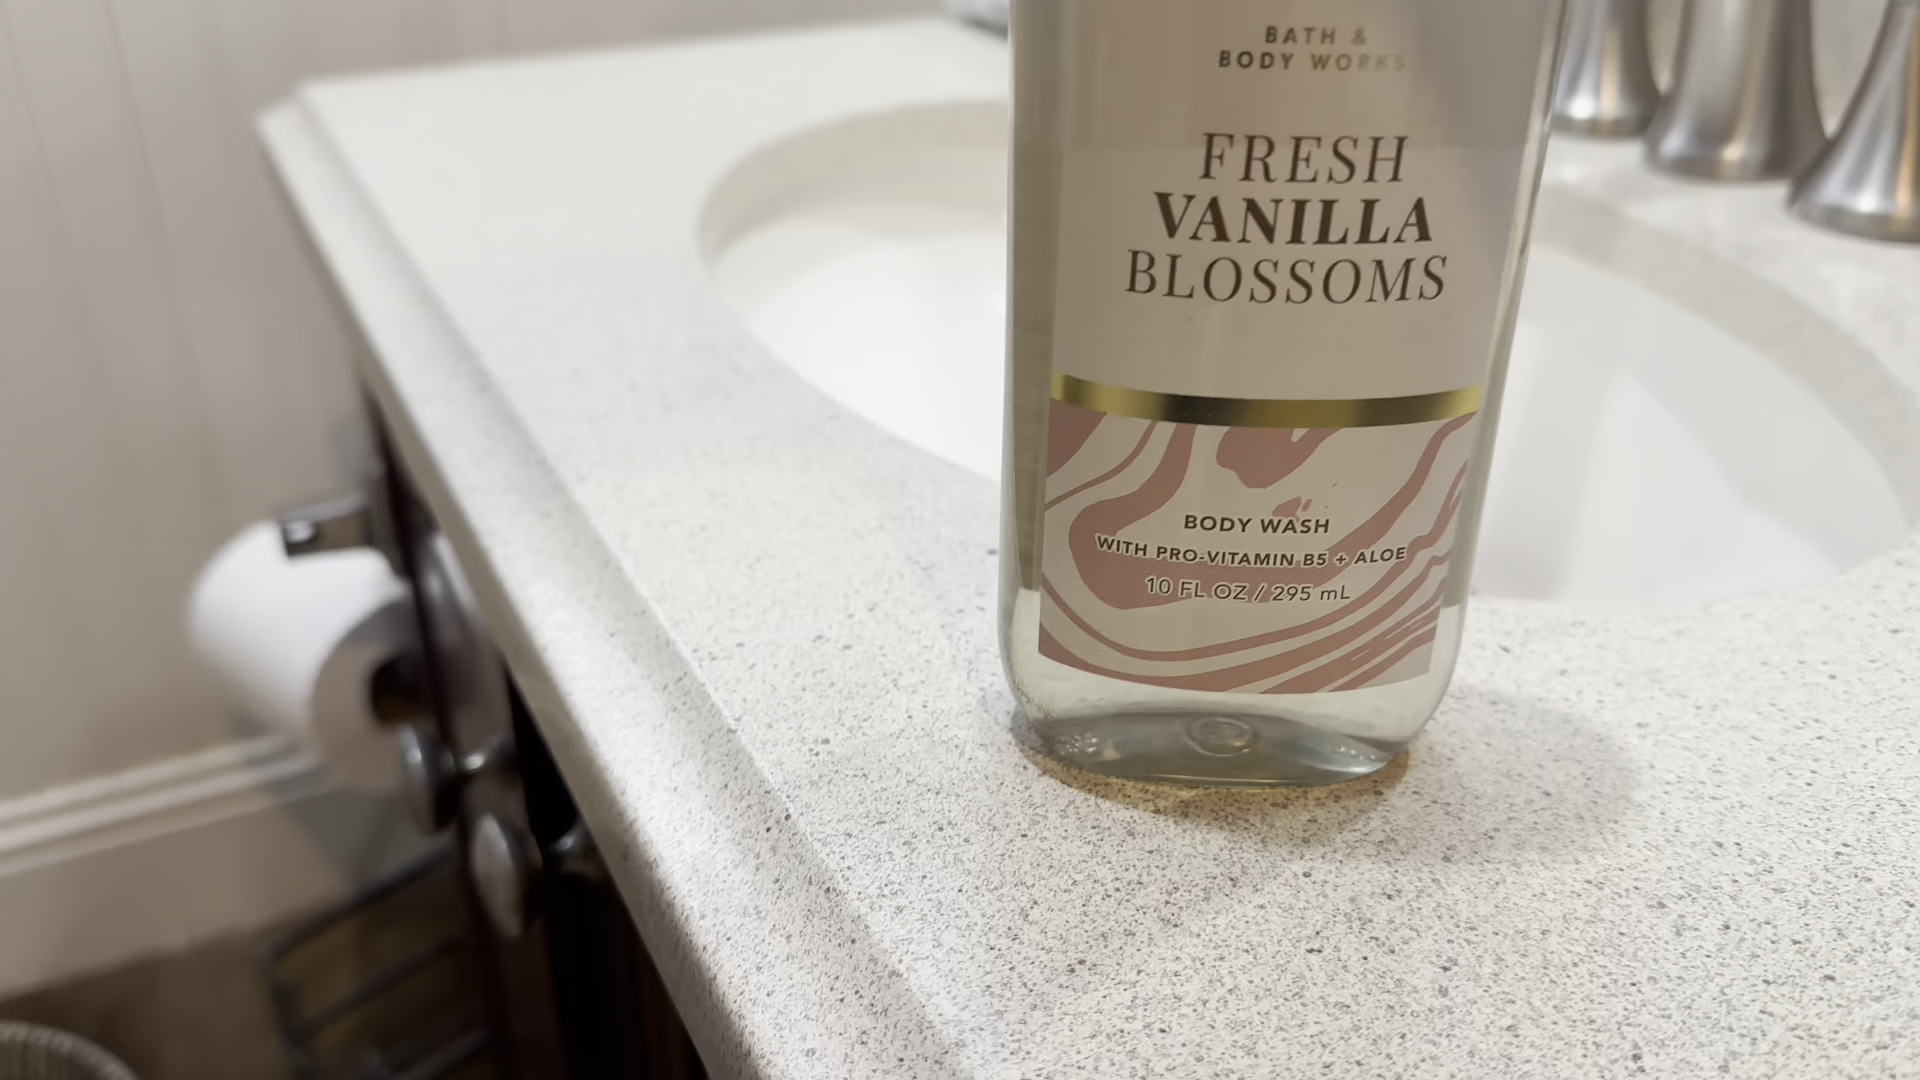 BATH &
BODY WORKS
FRESH
VANILLA
BLOSSOMS
BODY WASH
WITH PRO-VITAMIN B5 + ALOE
10 FL OZ / 295 mL